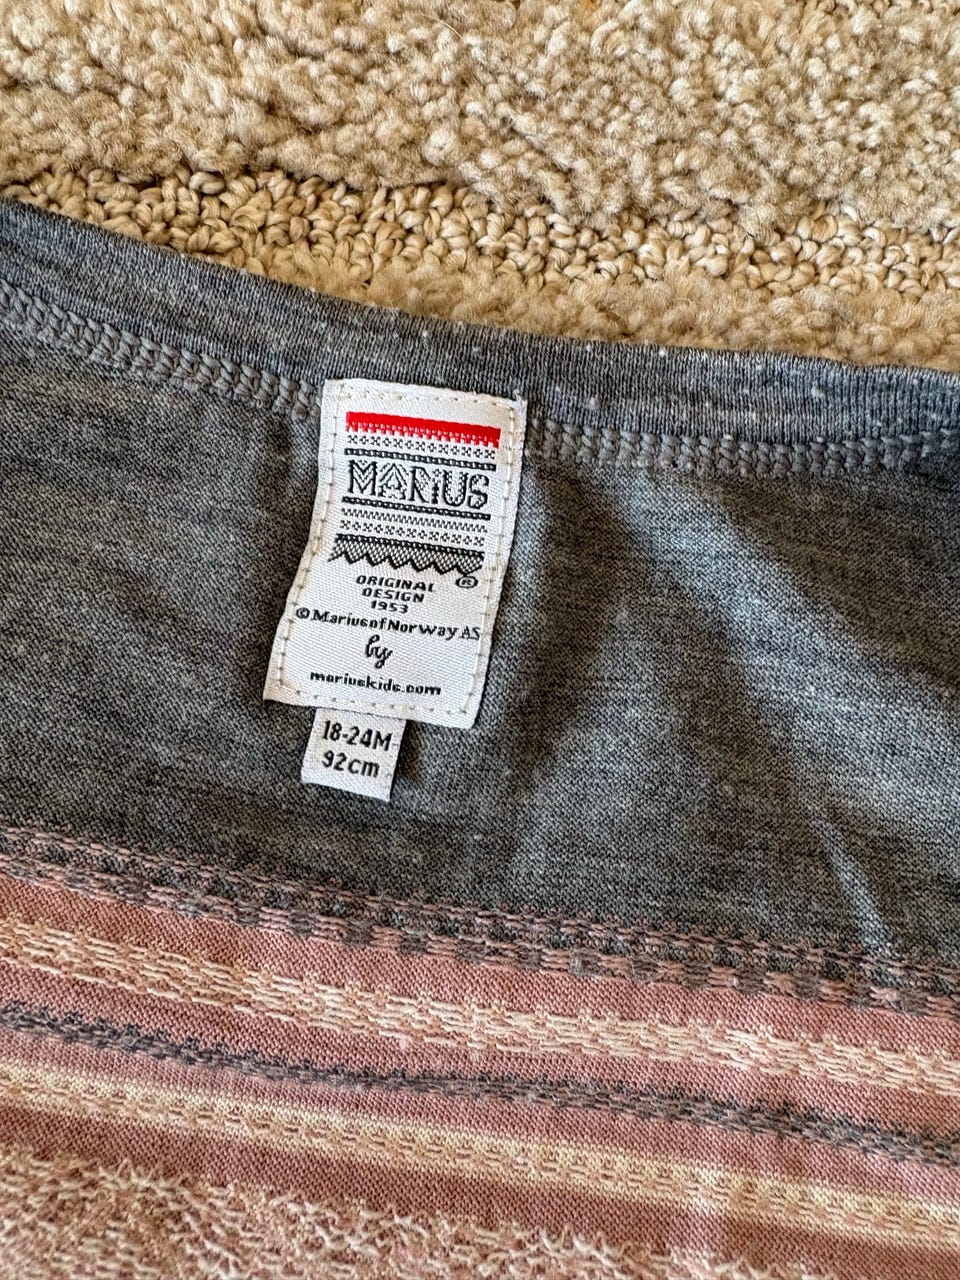 MARIUS
®
ORIGINAL
DESIGN
1953
©MariusofNorway AS
by
mariuskids.com
18-24M
92cm